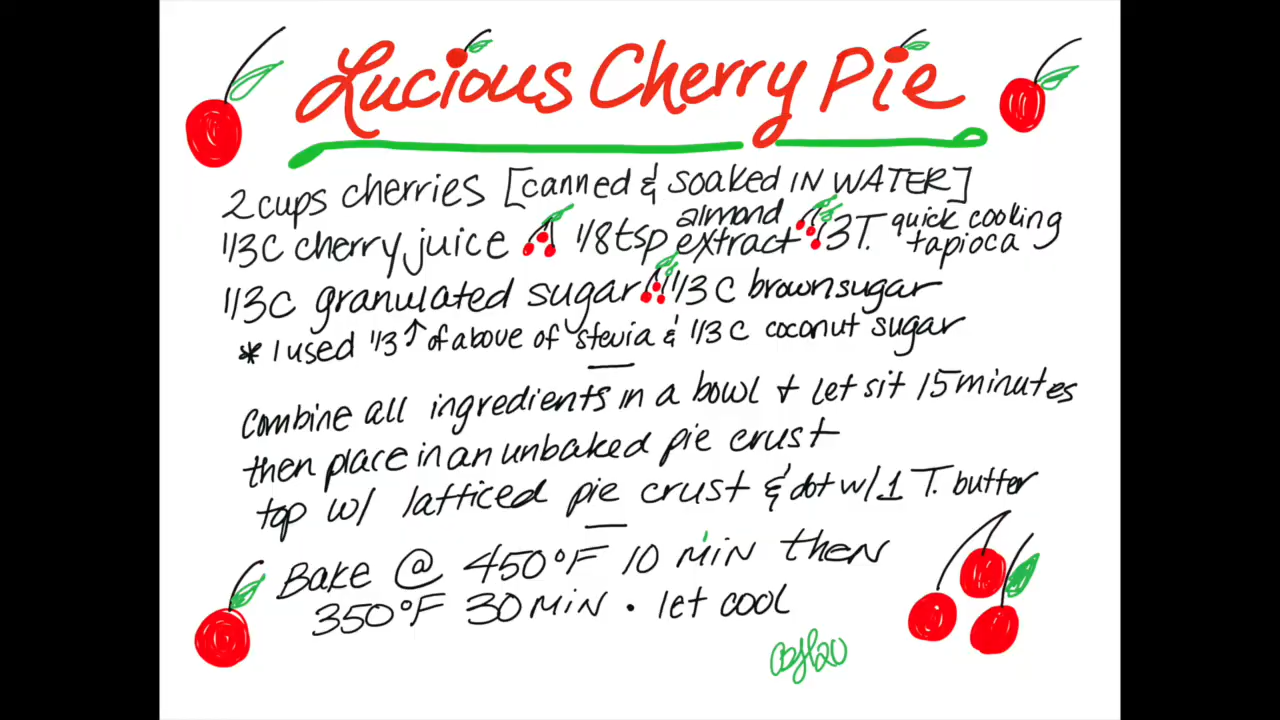 Lucious Cherry Pie
2 cups cherries [canned & soaked IN WATER]
1/3C cherry juice 1/8tsp almond extract 3T. quick cooking tapioca
1/3C granulated sugar 1/3 C brown sugar
* I used 1/3 ↑ of above of stevia & 1/3 C coconut sugar
combine all ingredients in a bowl + let sit 15 minutes
then place in an unbaked pie crust
top w/ latticed pie crust & dot w/ 1 T. butter
Bake @ 450°F 10 MiN then
350°F 30 MIN • let cool